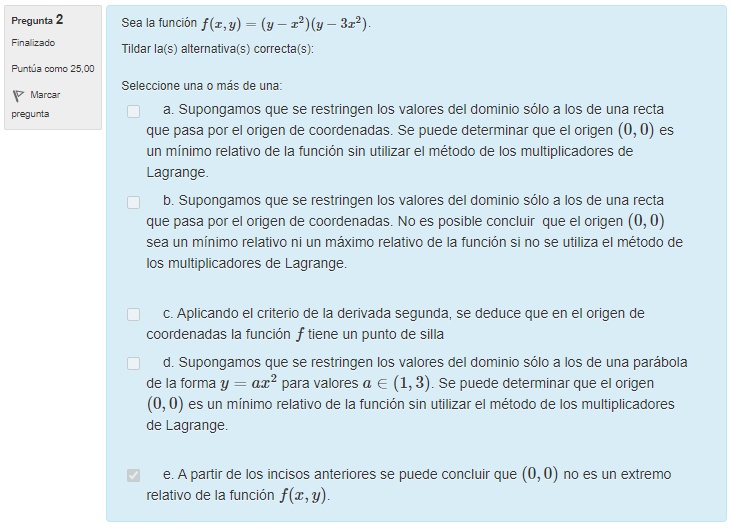 Pregunta 2
Finalizado
Puntúa como 25,00
Marcar
pregunta
Sea la función f(x, y) = (y − x²)(y − 3x²).
Tildar la(s) alternativa(s) correcta(s):
Seleccione una o más de una:
a. Supongamos que se restringen los valores del dominio sólo a los de una recta
que pasa por el origen de coordenadas. Se puede determinar que el origen (0, 0) es
un mínimo relativo de la función sin utilizar el método de los multiplicadores de
Lagrange.
b. Supongamos que se restringen los valores del dominio sólo a los de una recta
que pasa por el origen de coordenadas. No es posible concluir que el origen (0, 0)
sea un mínimo relativo ni un máximo relativo de la función si no se utiliza el método de
los multiplicadores de Lagrange.
c. Aplicando el criterio de la derivada segunda, se deduce que en el origen de
coordenadas la función f tiene un punto de silla
d. Supongamos que se restringen los valores del dominio sólo a los de una parábola
de la forma y = ax² para valores a ∈ (1, 3). Se puede determinar que el origen
(0, 0) es un mínimo relativo de la función sin utilizar el método de los multiplicadores
de Lagrange.
e. A partir de los incisos anteriores se puede concluir que (0, 0) no es un extremo
relativo de la función f(x, y).